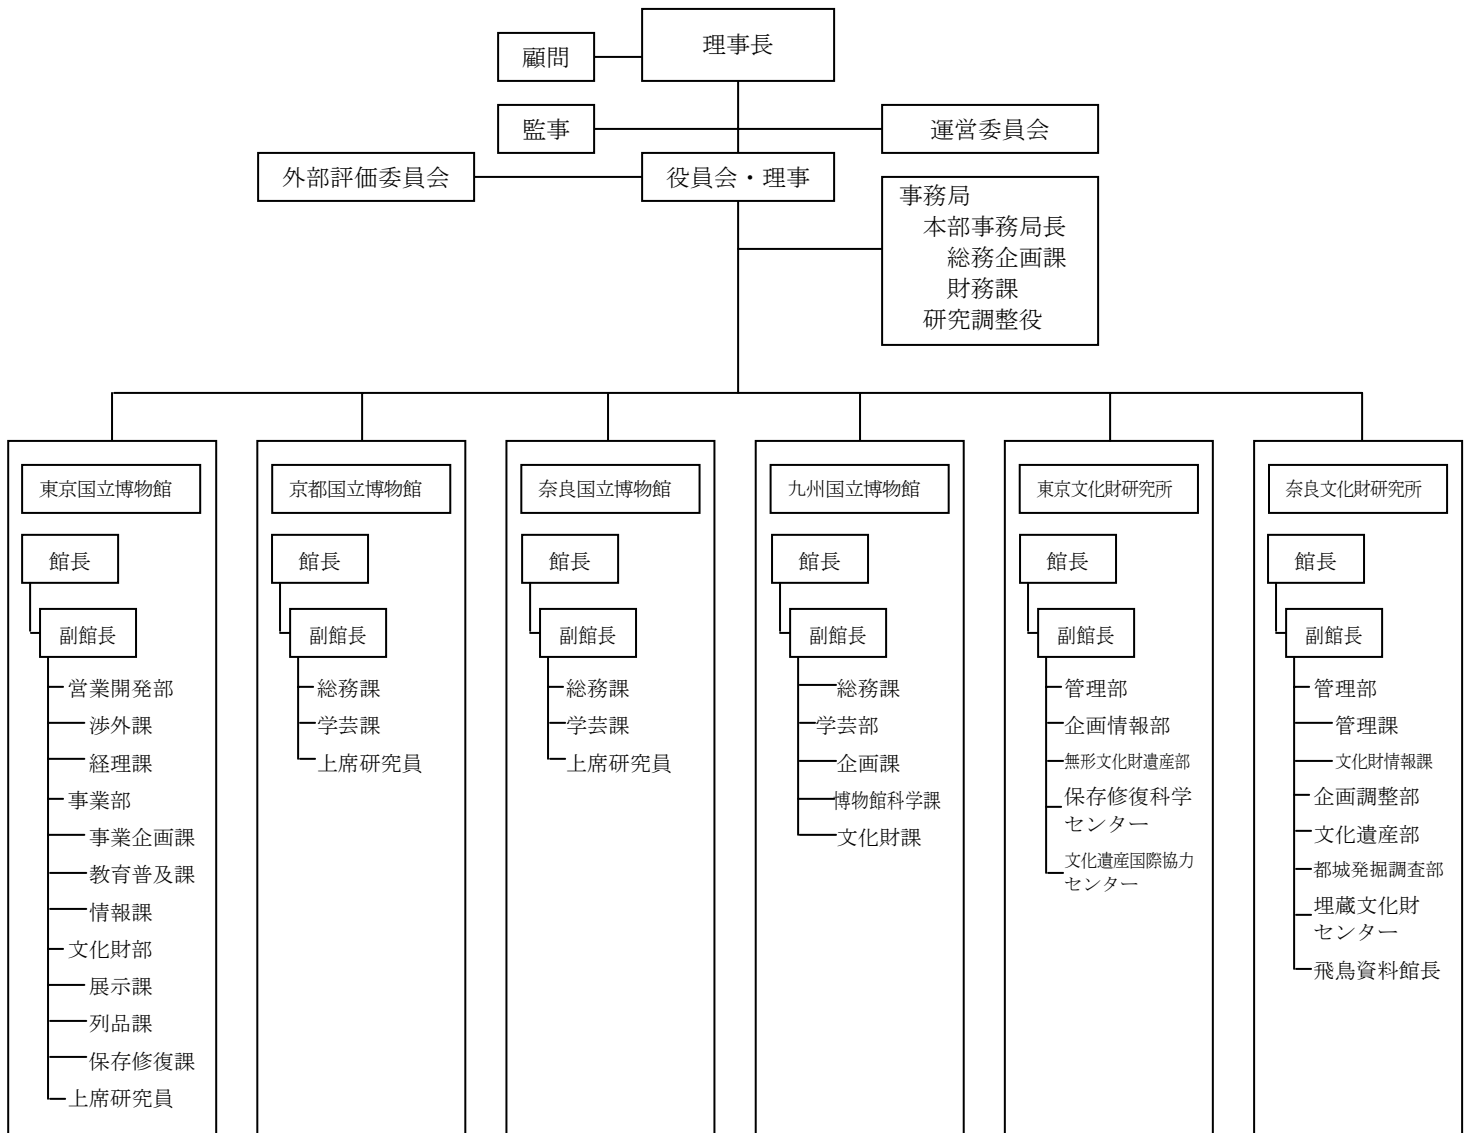 理事長
顧問
監事
運営委員会
外部評価委員会
役員会・理事
事務局
本部事務局長
総務企画課
財務課
研究調整役
東京国立博物館
館長
副館長
営業開発部
渉外課
経理課
事業部
事業企画課
教育普及課
情報課
文化財部
展示課
列品課
保存修復課
上席研究員
京都国立博物館
館長
副館長
総務課
学芸課
上席研究員
奈良国立博物館
館長
副館長
総務課
学芸課
上席研究員
九州国立博物館
館長
副館長
総務課
学芸部
企画課
博物館科学課
文化財課
東京文化財研究所
館長
副館長
管理部
企画情報部
無形文化財遺産部
保存修復科学
センター
文化遺産国際協力
センター
奈良文化財研究所
館長
副館長
管理部
管理課
文化財情報課
企画調整部
文化遺産部
都城発掘調査部
埋蔵文化財
センター
飛鳥資料館長